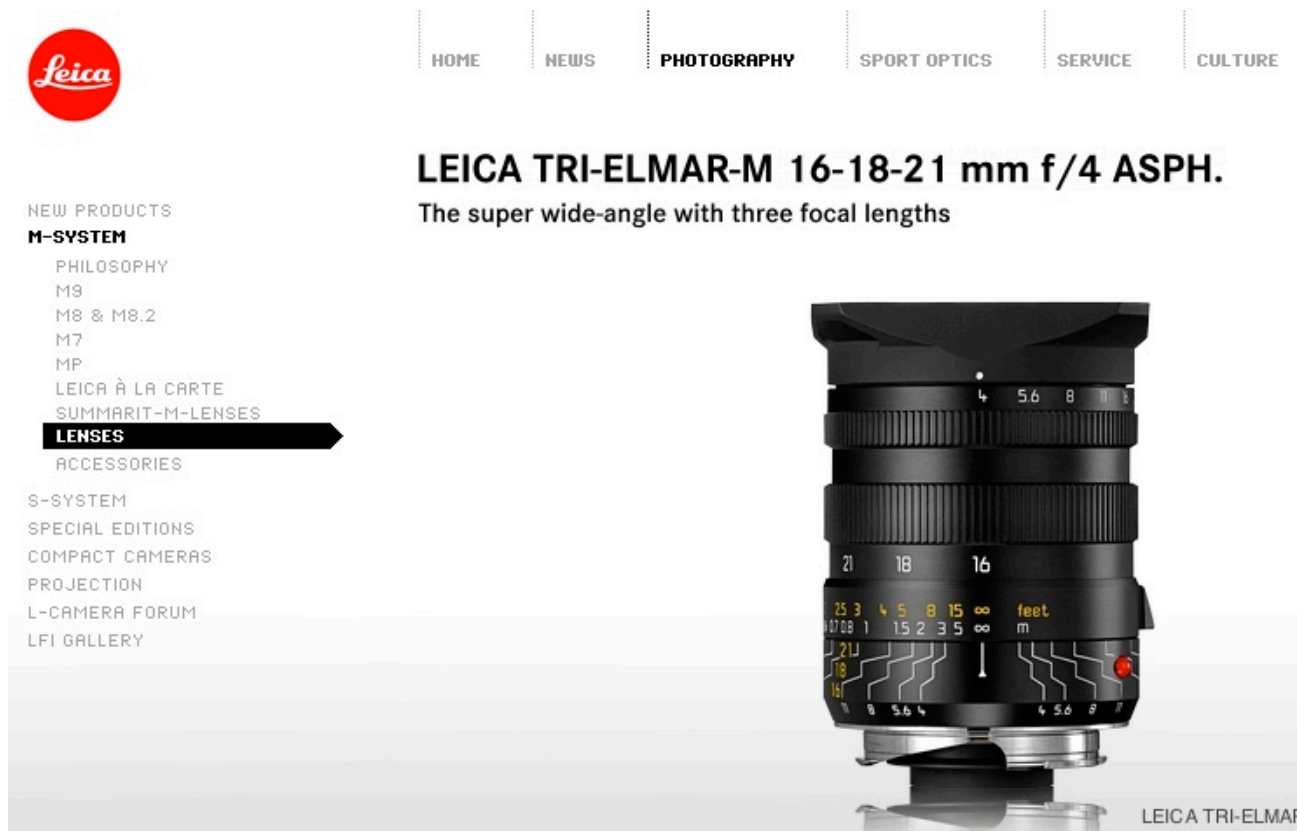 Leica
HOME NEWS PHOTOGRAPHY SPORT OPTICS SERVICE CULTURE
LEICA TRI-ELMAR-M 16-18-21 mm f/4 ASPH.
The super wide-angle with three focal lengths
NEW PRODUCTS
M-SYSTEM
PHILOSOPHY
M9
M8 & M8.2
M7
MP
LEICA À LA CARTE
SUMMARIT-M-LENSES
LENSES
ACCESSORIES
S-SYSTEM
SPECIAL EDITIONS
COMPACT CAMERAS
PROJECTION
L-CAMERA FORUM
LFI GALLERY
4 5.6 8 11 16
21 18 16
25 3 4 5 8 15 ∞ feet
0.7 0.8 1 1.5 2 3 5 ∞ m
21
18
16
11 8 5.6 4 4 5.6 8 11
LEICA TRI-ELMAR